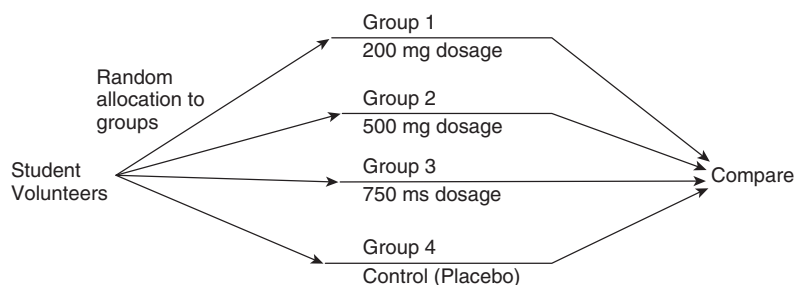 Group 1
200 mg dosage
Random
allocation to
groups
Group 2
500 mg dosage
Student
Volunteers
Group 3
750 ms dosage
Compare
Group 4
Control (Placebo)